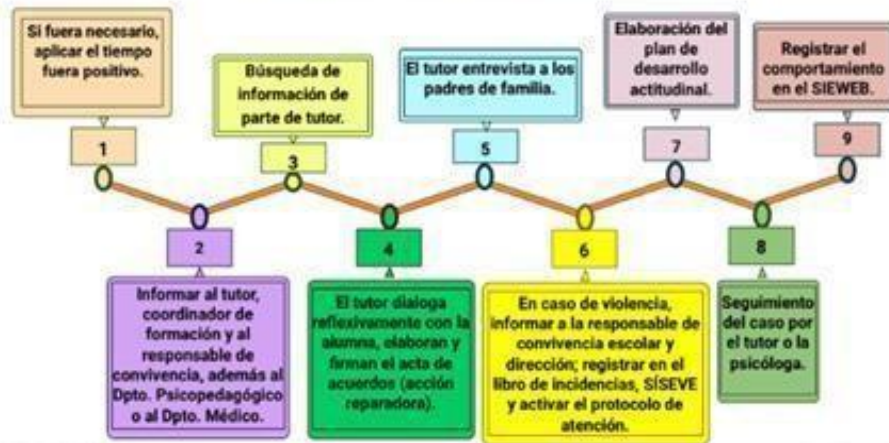 Si fuera necesario,
aplicar el tiempo
fuera positivo.
1
2
Informar al tutor,
coordinador de
formación y al
responsable de
convivencia, además al
Dpto. Psicopedagógico
o al Dpto. Médico.
Búsqueda de
información de
parte de tutor.
3
4
El tutor dialoga
reflexivamente con la
alumna, elaboran y
firman el acta de
acuerdos (acción
reparadora).
El tutor entrevista a los
padres de familia.
5
6
En caso de violencia,
informar a la responsable de
convivencia escolar y
dirección; registrar en el
libro de incidencias, SÍSEVE
y activar el protocolo de
atención.
Elaboración del
plan de
desarrollo
actitudinal.
7
8
Seguimiento
del caso por
el tutor o la
psicóloga.
Registrar el
comportamiento
en el SIEWEB.
9